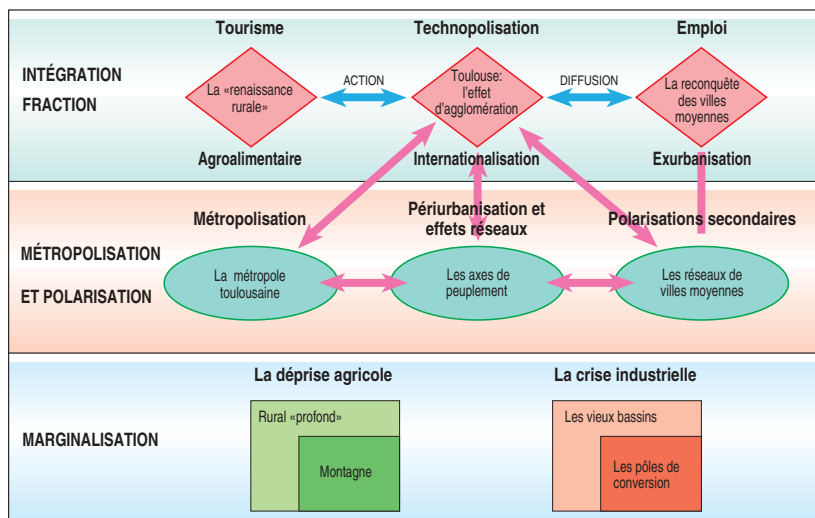 Tourisme
Technopolisation
Emploi
INTÉGRATION
FRACTION
La «renaissance
rurale»
ACTION
Toulouse:
l'effet
d'agglomération
DIFFUSION
La reconquête
des villes
moyennes
Agroalimentaire
Internationalisation
Exurbanisation
MÉTROPOLISATION
ET POLARISATION
Métropolisation
Périurbanisation et
effets réseaux
Polarisations secondaires
La métropole
toulousaine
Les axes de
peuplement
Les réseaux de
villes moyennes
MARGINALISATION
La déprise agricole
La crise industrielle
Rural «profond»
Montagne
Les vieux bassins
Les pôles de
conversion